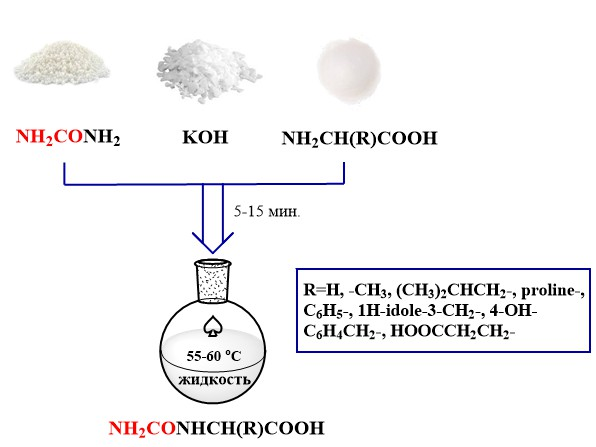 NH₂CONH₂
KOH
NH₂CH(R)COOH
5-15 мин.
R=H, -CH₃, (CH₃)₂CHCH₂-, proline-,
C₆H₅-, 1H-idole-3-CH₂-, 4-OH-
C₆H₄CH₂-, HOOCCH₂CH₂-
55-60 °C
жидкость
NH₂CONHCH(R)COOH